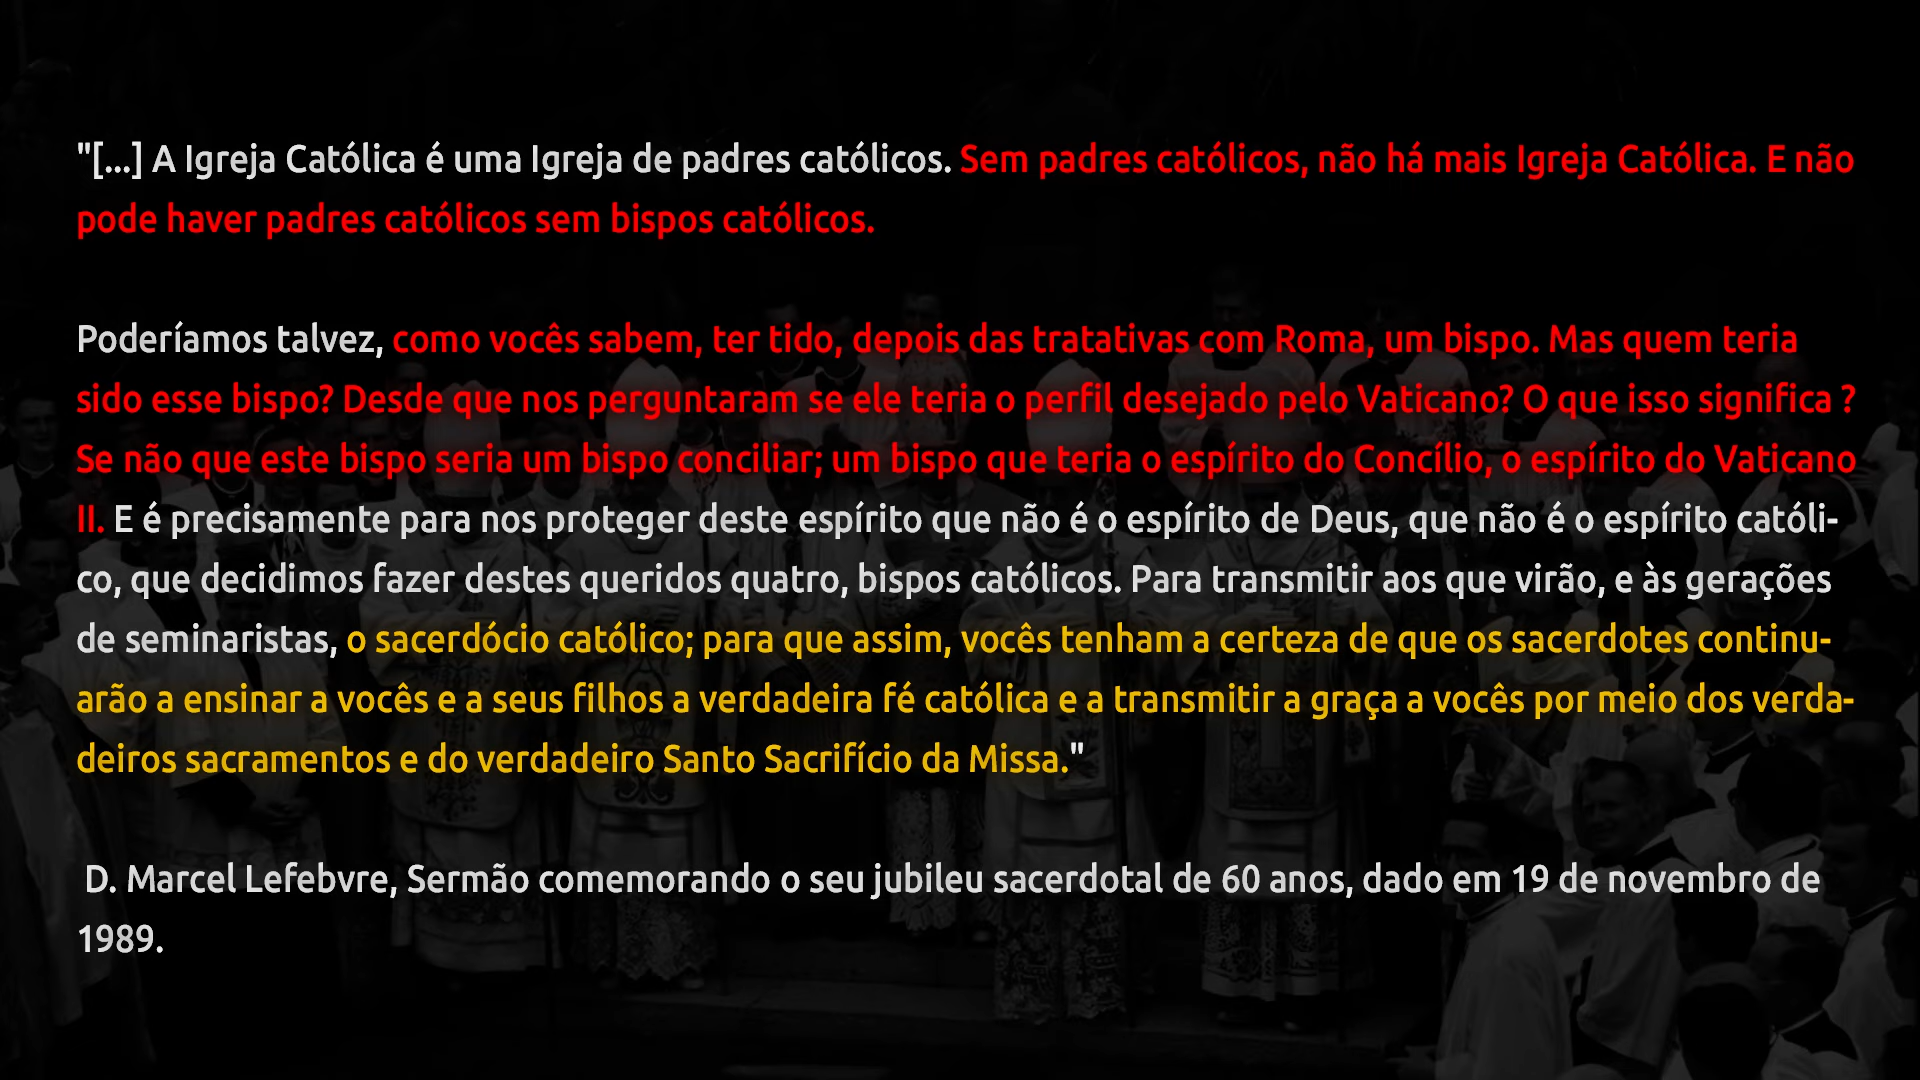 "[...] A Igreja Católica é uma Igreja de padres católicos. Sem padres católicos, não há mais Igreja Católica. E não
pode haver padres católicos sem bispos católicos.
Poderíamos talvez, como vocês sabem, ter tido, depois das tratativas com Roma, um bispo. Mas quem teria
sido esse bispo? Desde que nos perguntaram se ele teria o perfil desejado pelo Vaticano? O que isso significa ?
Se não que este bispo seria um bispo conciliar; um bispo que teria o espírito do Concílio, o espírito do Vaticano
II. E é precisamente para nos proteger deste espírito que não é o espírito de Deus, que não é o espírito católi-
co, que decidimos fazer destes queridos quatro, bispos católicos. Para transmitir aos que virão, e às gerações
de seminaristas, o sacerdócio católico; para que assim, vocês tenham a certeza de que os sacerdotes continu-
arão a ensinar a vocês e a seus filhos a verdadeira fé católica e a transmitir a graça a vocês por meio dos verda-
deiros sacramentos e do verdadeiro Santo Sacrifício da Missa."
D. Marcel Lefebvre, Sermão comemorando o seu jubileu sacerdotal de 60 anos, dado em 19 de novembro de
1989.